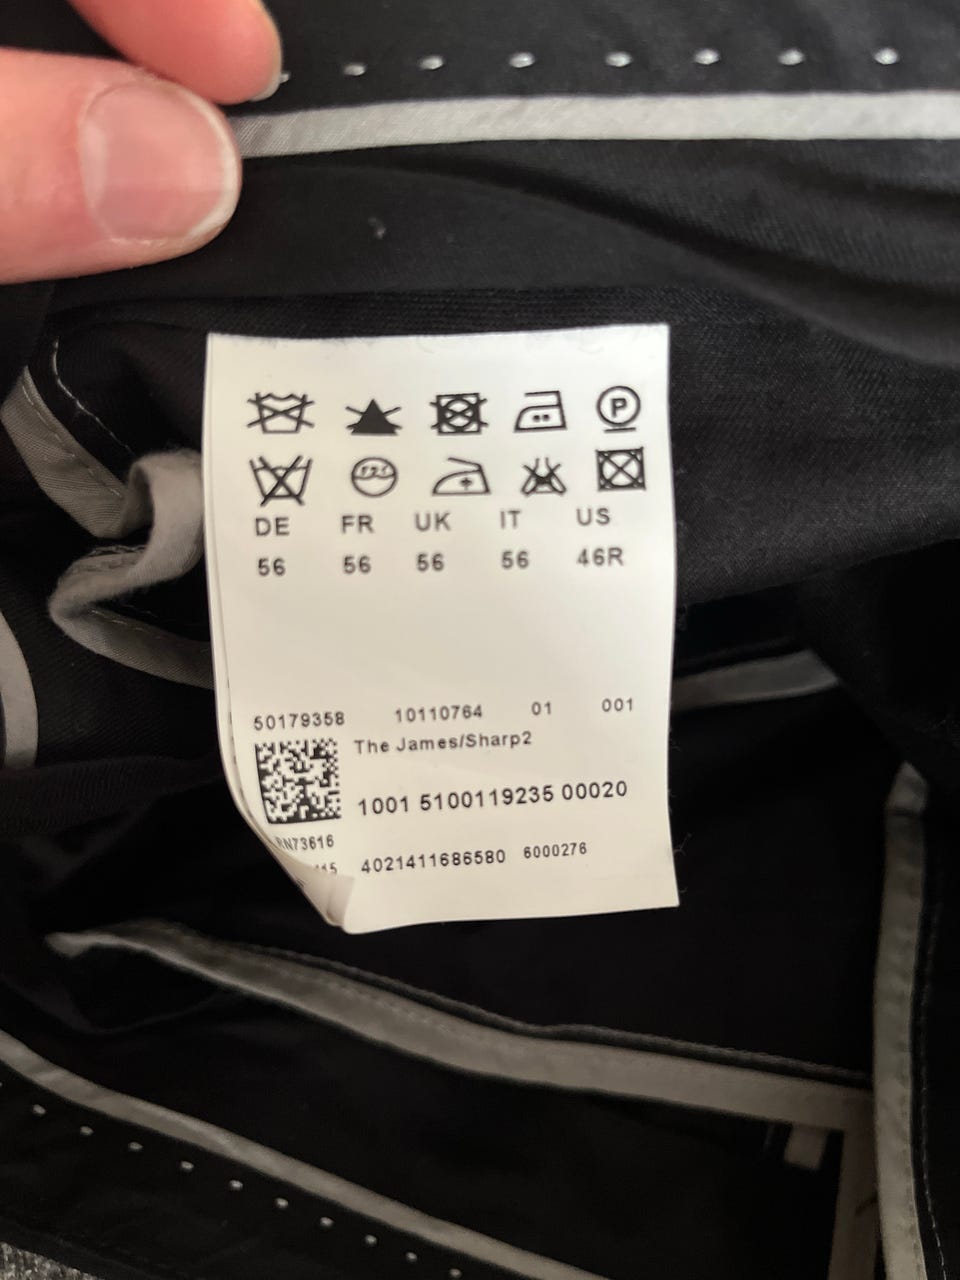 P
DE FR UK IT US
56 56 56 56 46R
50179358 10110764 01 001
The James/Sharp2
1001 5100119235 00020
RN73616
4021411686580 6000276